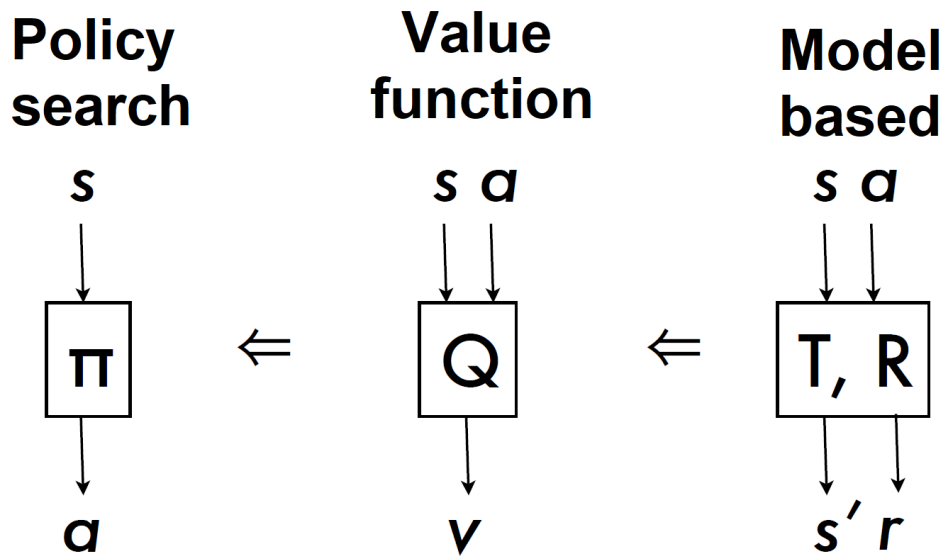 Policy search
Value function
Model based
s
s a
s a
π
⇐
Q
⇐
T, R
a
v
s′ r